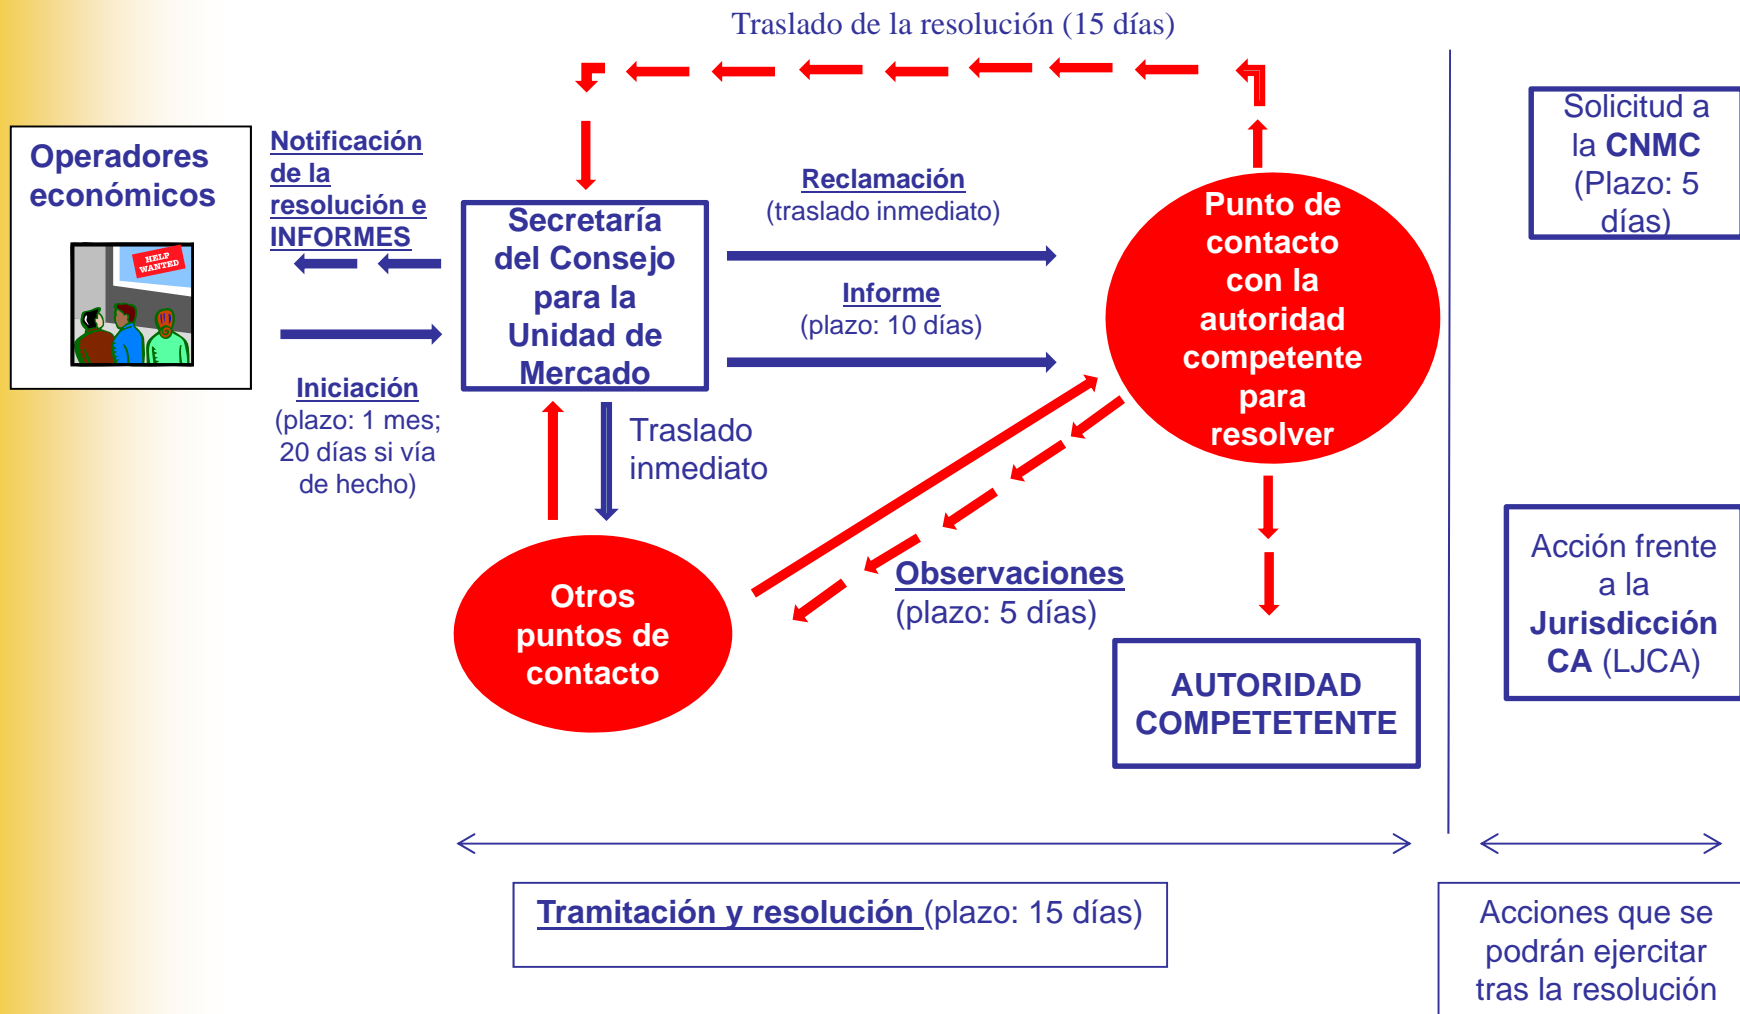 Traslado de la resolución (15 días)
Operadores
económicos
HELP
WANTED
Notificación
de la
resolución e
INFORMES
Iniciación
(plazo: 1 mes;
20 días si vía
de hecho)
Secretaría
del Consejo
para la
Unidad de
Mercado
Reclamación
(traslado inmediato)
Informe
(plazo: 10 días)
Traslado
inmediato
Punto de
contacto
con la
autoridad
competente
para
resolver
Otros
puntos de
contacto
Observaciones
(plazo: 5 días)
AUTORIDAD
COMPETETENTE
Solicitud a
la CNMC
(Plazo: 5
días)
Acción frente
a la
Jurisdicción
CA (LJCA)
Tramitación y resolución (plazo: 15 días)
Acciones que se
podrán ejercitar
tras la resolución